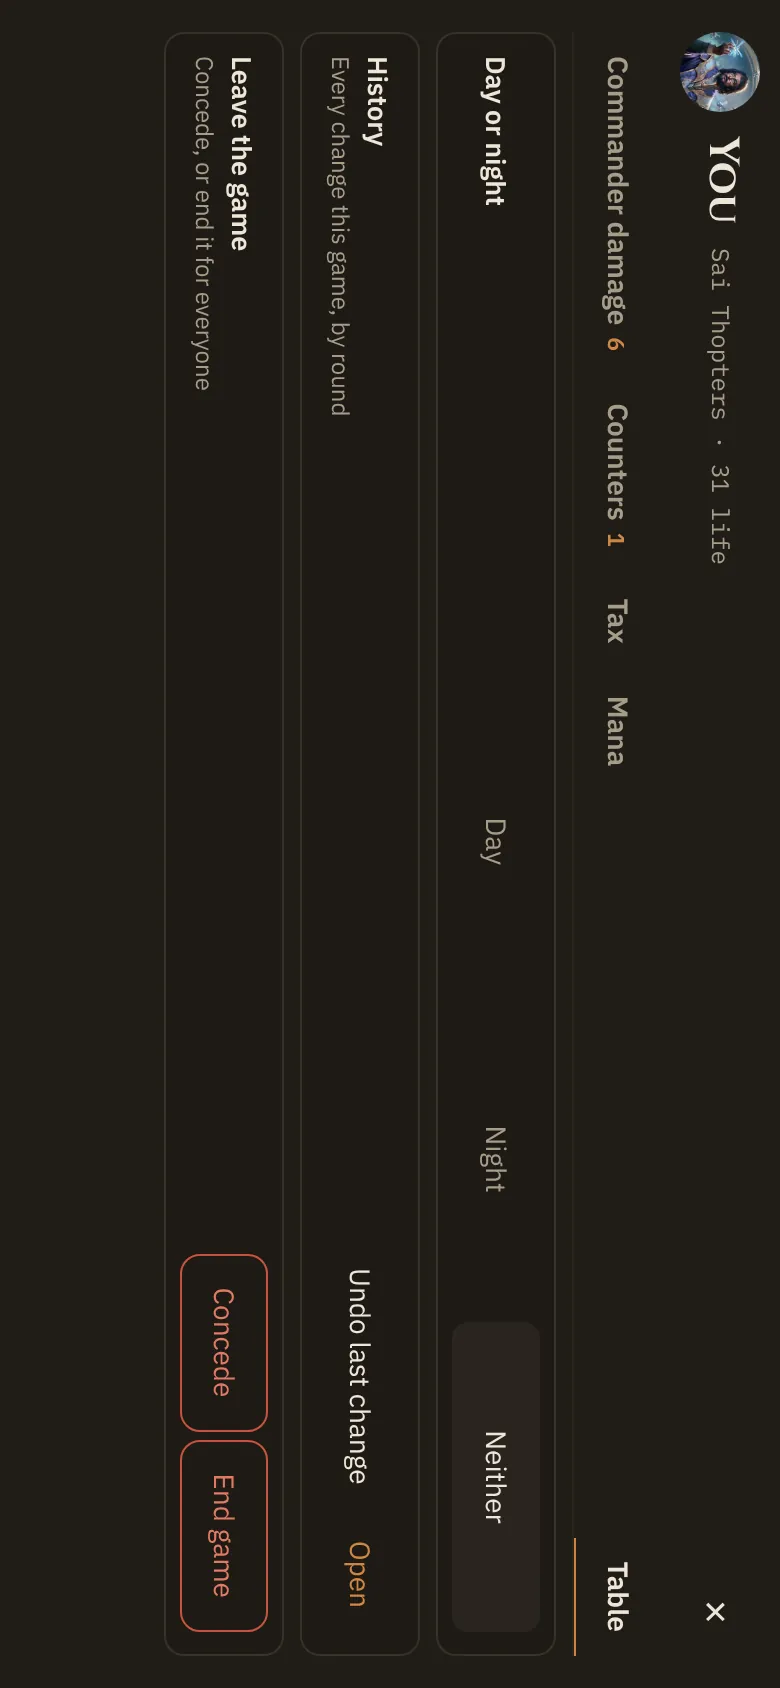 You Sai Thopters · 31 life ×
Commander damage 6 Counters 1 Tax Mana Table
Day or night Day Night Neither
History
Every change this game, by round
Undo last change Open
Leave the game
Concede, or end it for everyone
Concede End game